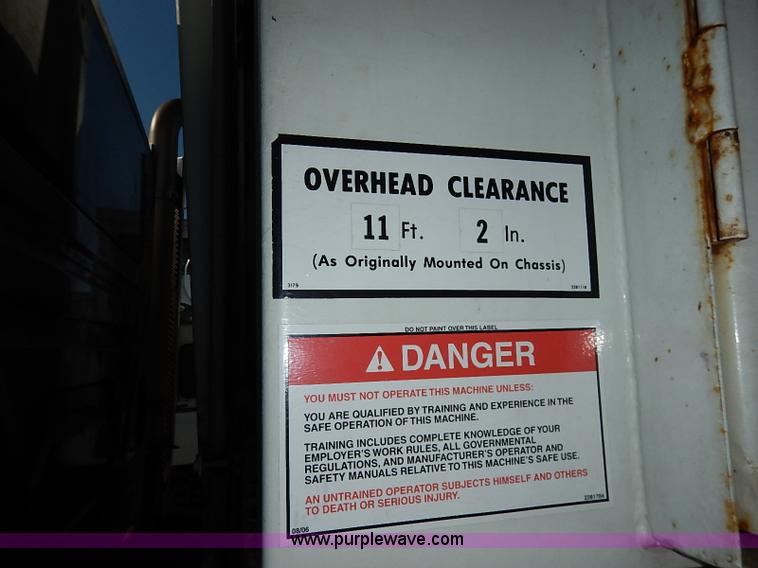 OVERHEAD CLEARANCE
11 Ft. 2 In.
(As Originally Mounted On Chassis)
3179
DO NOT PAINT OVER THIS LABEL
DANGER
YOU MUST NOT OPERATE THIS MACHINE UNLESS:
YOU ARE QUALIFIED BY TRAINING AND EXPERIENCE IN THE
SAFE OPERATION OF THIS MACHINE.
TRAINING INCLUDES COMPLETE KNOWLEDGE OF YOUR
EMPLOYER'S WORK RULES, ALL GOVERNMENTAL
REGULATIONS, AND MANUFACTURER'S OPERATOR AND
SAFETY MANUALS RELATIVE TO THIS MACHINE'S SAFE USE.
AN UNTRAINED OPERATOR SUBJECTS HIMSELF AND OTHERS
TO DEATH OR SERIOUS INJURY.
08/06
www.purplewave.com